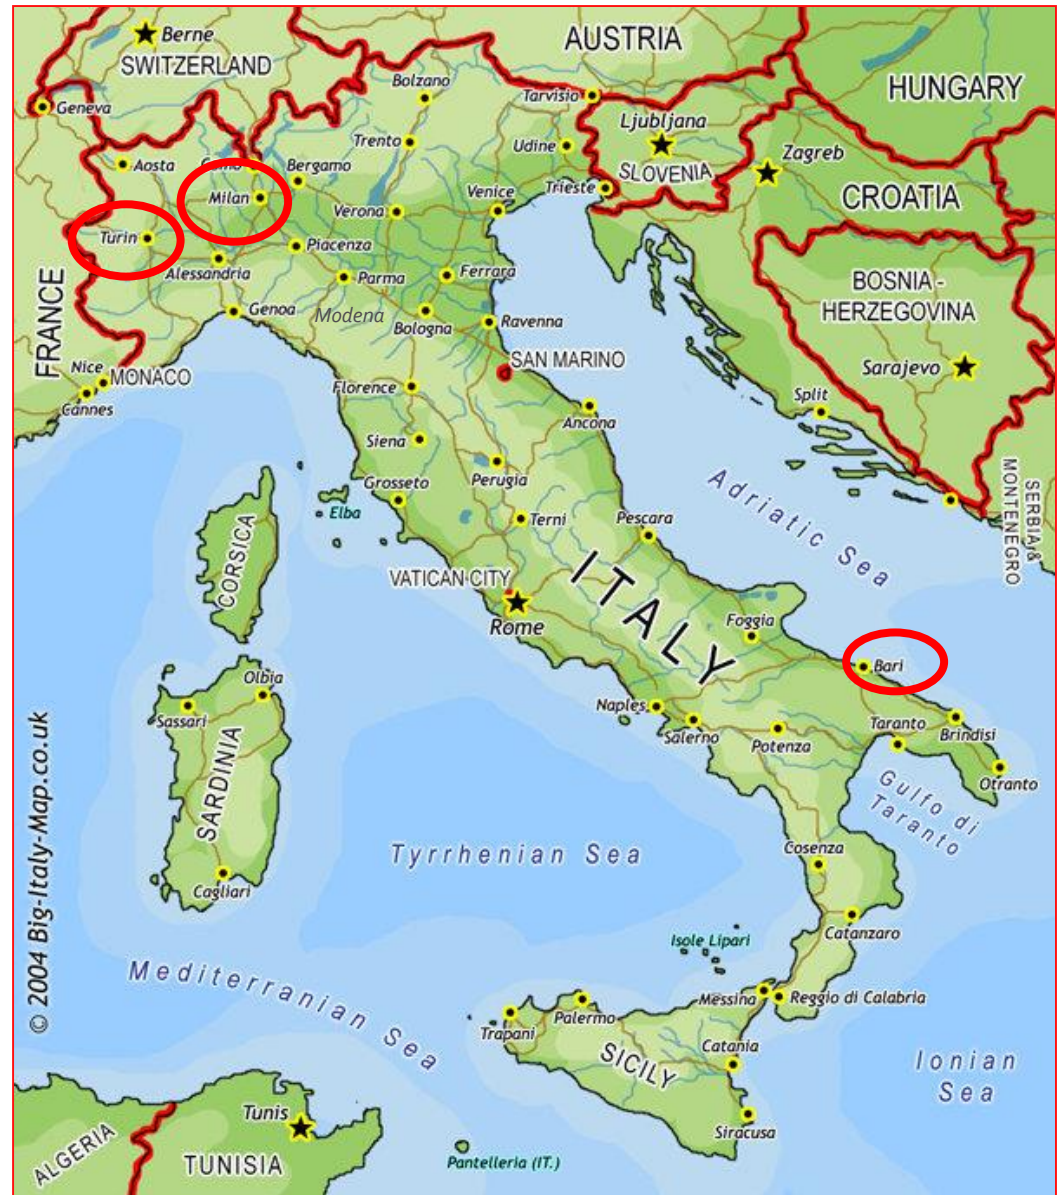 Berne
SWITZERLAND
AUSTRIA
HUNGARY
Bolzano
Tarvisio
Geneva
Ljubljana
Trento
Udine
Zagreb
Aosta
Como
Bergamo
SLOVENIA
Milan
Verona
Venice
Trieste
CROATIA
Turin
Piacenza
Alessandria
Parma
Ferrara
BOSNIA -
HERZEGOVINA
FRANCE
Genoa
Modena
Bologna
Ravenna
SAN MARINO
Nice
MONACO
Cannes
Florence
Sarajevo
Split
Ancona
Siena
Perugia
Grosseto
Elba
Terni
Pescara
Adriatic Sea
SERBIA &
MONTENEGRO
CORSICA
VATICAN CITY
Rome
ITALY
Foggia
Bari
Olbia
Sassari
Naples
Salerno
Potenza
Taranto
Brindisi
Otranto
Gulfo di
Taranto
SARDINIA
Cagliari
Tyrrhenian Sea
Cosenza
Catanzaro
Isole Lipari
Mediterranian Sea
Messina
Reggio di Calabria
Trapani
Palermo
SICILY
Catania
Ionian
Sea
Siracusa
Tunis
ALGERIA
TUNISIA
Pantelleria (IT.)
© 2004 Big-Italy-Map.co.uk